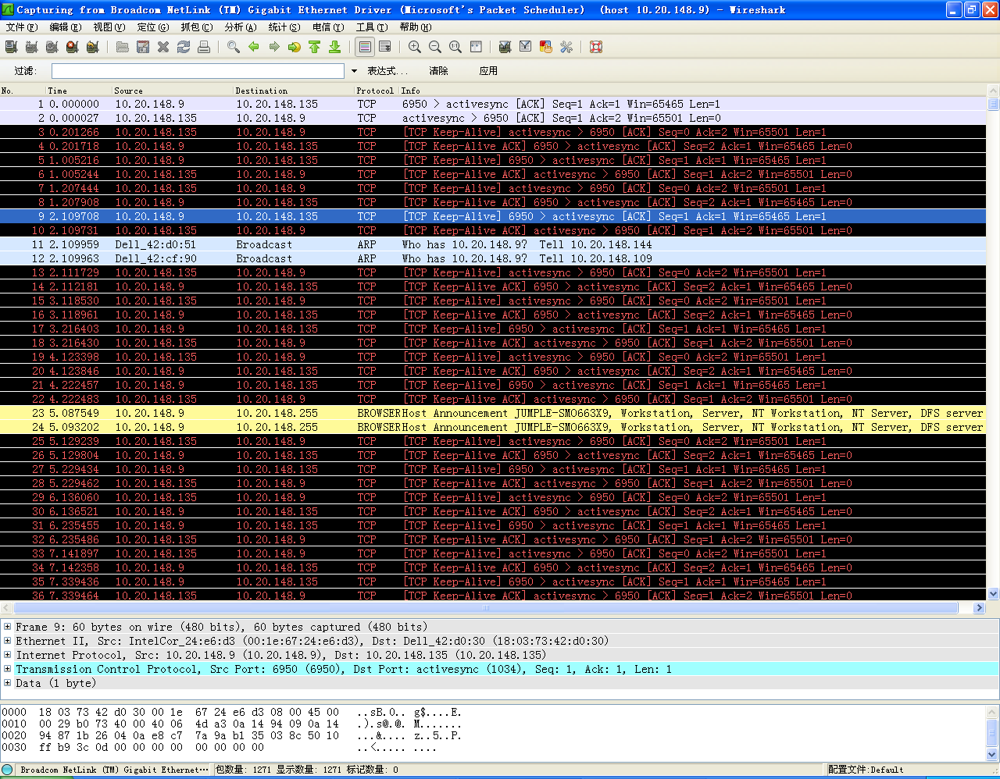 Capturing from Broadcom NetLink (TM) Gigabit Ethernet Driver (Microsoft's Packet Scheduler)  (host 10.20.148.9) - Wireshark
文件(F) 编辑(E) 视图(V) 定位(G) 抓包(C) 分析(A) 统计(S) 电信(Y) 工具(T) 帮助(H)
过滤: 表达式... 清除 应用
No. Time Source Destination Protocol Info
1 0.000000 10.20.148.9 10.20.148.135 TCP 6950 > activesync [ACK] Seq=1 Ack=1 Win=65465 Len=1
2 0.000027 10.20.148.135 10.20.148.9 TCP activesync > 6950 [ACK] Seq=1 Ack=2 Win=65501 Len=0
3 0.201266 10.20.148.135 10.20.148.9 TCP [TCP Keep-Alive] activesync > 6950 [ACK] Seq=0 Ack=2 Win=65501 Len=1
4 0.201718 10.20.148.9 10.20.148.135 TCP [TCP Keep-Alive ACK] 6950 > activesync [ACK] Seq=2 Ack=1 Win=65465 Len=0
5 1.005216 10.20.148.9 10.20.148.135 TCP [TCP Keep-Alive] 6950 > activesync [ACK] Seq=1 Ack=1 Win=65465 Len=1
6 1.005244 10.20.148.135 10.20.148.9 TCP [TCP Keep-Alive ACK] activesync > 6950 [ACK] Seq=1 Ack=2 Win=65501 Len=0
7 1.207444 10.20.148.135 10.20.148.9 TCP [TCP Keep-Alive] activesync > 6950 [ACK] Seq=0 Ack=2 Win=65501 Len=1
8 1.207908 10.20.148.9 10.20.148.135 TCP [TCP Keep-Alive ACK] 6950 > activesync [ACK] Seq=2 Ack=1 Win=65465 Len=0
9 2.109708 10.20.148.9 10.20.148.135 TCP [TCP Keep-Alive] 6950 > activesync [ACK] Seq=1 Ack=1 Win=65465 Len=1
10 2.109731 10.20.148.135 10.20.148.9 TCP [TCP Keep-Alive ACK] activesync > 6950 [ACK] Seq=1 Ack=2 Win=65501 Len=0
11 2.109959 Dell_42:d0:51 Broadcast ARP Who has 10.20.148.9?  Tell 10.20.148.144
12 2.109963 Dell_42:cf:90 Broadcast ARP Who has 10.20.148.9?  Tell 10.20.148.109
13 2.111729 10.20.148.135 10.20.148.9 TCP [TCP Keep-Alive] activesync > 6950 [ACK] Seq=0 Ack=2 Win=65501 Len=1
14 2.112181 10.20.148.9 10.20.148.135 TCP [TCP Keep-Alive ACK] 6950 > activesync [ACK] Seq=2 Ack=1 Win=65465 Len=0
15 3.118530 10.20.148.135 10.20.148.9 TCP [TCP Keep-Alive] activesync > 6950 [ACK] Seq=0 Ack=2 Win=65501 Len=1
16 3.118961 10.20.148.9 10.20.148.135 TCP [TCP Keep-Alive ACK] 6950 > activesync [ACK] Seq=2 Ack=1 Win=65465 Len=0
17 3.216403 10.20.148.9 10.20.148.135 TCP [TCP Keep-Alive] 6950 > activesync [ACK] Seq=1 Ack=1 Win=65465 Len=1
18 3.216430 10.20.148.135 10.20.148.9 TCP [TCP Keep-Alive ACK] activesync > 6950 [ACK] Seq=1 Ack=2 Win=65501 Len=0
19 4.123398 10.20.148.135 10.20.148.9 TCP [TCP Keep-Alive] activesync > 6950 [ACK] Seq=0 Ack=2 Win=65501 Len=1
20 4.123846 10.20.148.9 10.20.148.135 TCP [TCP Keep-Alive ACK] 6950 > activesync [ACK] Seq=2 Ack=1 Win=65465 Len=0
21 4.222457 10.20.148.9 10.20.148.135 TCP [TCP Keep-Alive] 6950 > activesync [ACK] Seq=1 Ack=1 Win=65465 Len=1
22 4.222483 10.20.148.135 10.20.148.9 TCP [TCP Keep-Alive ACK] activesync > 6950 [ACK] Seq=1 Ack=2 Win=65501 Len=0
23 5.087549 10.20.148.9 10.20.148.255 BROWSER Host Announcement JUMPLE-SMO663X9, Workstation, Server, NT Workstation, NT Server, DFS server
24 5.093202 10.20.148.9 10.20.148.255 BROWSER Host Announcement JUMPLE-SMO663X9, Workstation, Server, NT Workstation, NT Server, DFS server
25 5.129239 10.20.148.135 10.20.148.9 TCP [TCP Keep-Alive] activesync > 6950 [ACK] Seq=0 Ack=2 Win=65501 Len=1
26 5.129804 10.20.148.9 10.20.148.135 TCP [TCP Keep-Alive ACK] 6950 > activesync [ACK] Seq=2 Ack=1 Win=65465 Len=0
27 5.229434 10.20.148.9 10.20.148.135 TCP [TCP Keep-Alive] 6950 > activesync [ACK] Seq=1 Ack=1 Win=65465 Len=1
28 5.229462 10.20.148.135 10.20.148.9 TCP [TCP Keep-Alive ACK] activesync > 6950 [ACK] Seq=1 Ack=2 Win=65501 Len=0
29 6.136060 10.20.148.135 10.20.148.9 TCP [TCP Keep-Alive] activesync > 6950 [ACK] Seq=0 Ack=2 Win=65501 Len=1
30 6.136521 10.20.148.9 10.20.148.135 TCP [TCP Keep-Alive ACK] 6950 > activesync [ACK] Seq=2 Ack=1 Win=65465 Len=0
31 6.235455 10.20.148.9 10.20.148.135 TCP [TCP Keep-Alive] 6950 > activesync [ACK] Seq=1 Ack=1 Win=65465 Len=1
32 6.235486 10.20.148.135 10.20.148.9 TCP [TCP Keep-Alive ACK] activesync > 6950 [ACK] Seq=1 Ack=2 Win=65501 Len=0
33 7.141897 10.20.148.135 10.20.148.9 TCP [TCP Keep-Alive] activesync > 6950 [ACK] Seq=0 Ack=2 Win=65501 Len=1
34 7.142358 10.20.148.9 10.20.148.135 TCP [TCP Keep-Alive ACK] 6950 > activesync [ACK] Seq=2 Ack=1 Win=65465 Len=0
35 7.339436 10.20.148.9 10.20.148.135 TCP [TCP Keep-Alive] 6950 > activesync [ACK] Seq=1 Ack=1 Win=65465 Len=1
36 7.339464 10.20.148.135 10.20.148.9 TCP [TCP Keep-Alive ACK] activesync > 6950 [ACK] Seq=1 Ack=2 Win=65501 Len=0
Frame 9: 60 bytes on wire (480 bits), 60 bytes captured (480 bits)
Ethernet II, Src: IntelCor_24:e6:d3 (00:1e:67:24:e6:d3), Dst: Dell_42:d0:30 (18:03:73:42:d0:30)
Internet Protocol, Src: 10.20.148.9 (10.20.148.9), Dst: 10.20.148.135 (10.20.148.135)
Transmission Control Protocol, Src Port: 6950 (6950), Dst Port: activesync (1034), Seq: 1, Ack: 1, Len: 1
Data (1 byte)
0000  18 03 73 42 d0 30 00 1e  67 24 e6 d3 08 00 45 00   ..sB.0.. g$....E.
0010  00 29 b0 73 40 00 40 06  4d a3 0a 14 94 09 0a 14   .).s@.@. M.......
0020  94 87 1b 26 04 0a e8 c7  7a 9a b1 35 03 8c 50 10   ...&.... z..5..P.
0030  ff b9 3c 0d 00 00 00 00  00 00 00 00   ..<..... ....
Broadcom NetLink (TM) Gigabit Ethernet… 包数量: 1271 显示数量: 1271 标记数量: 0 配置文件:Default